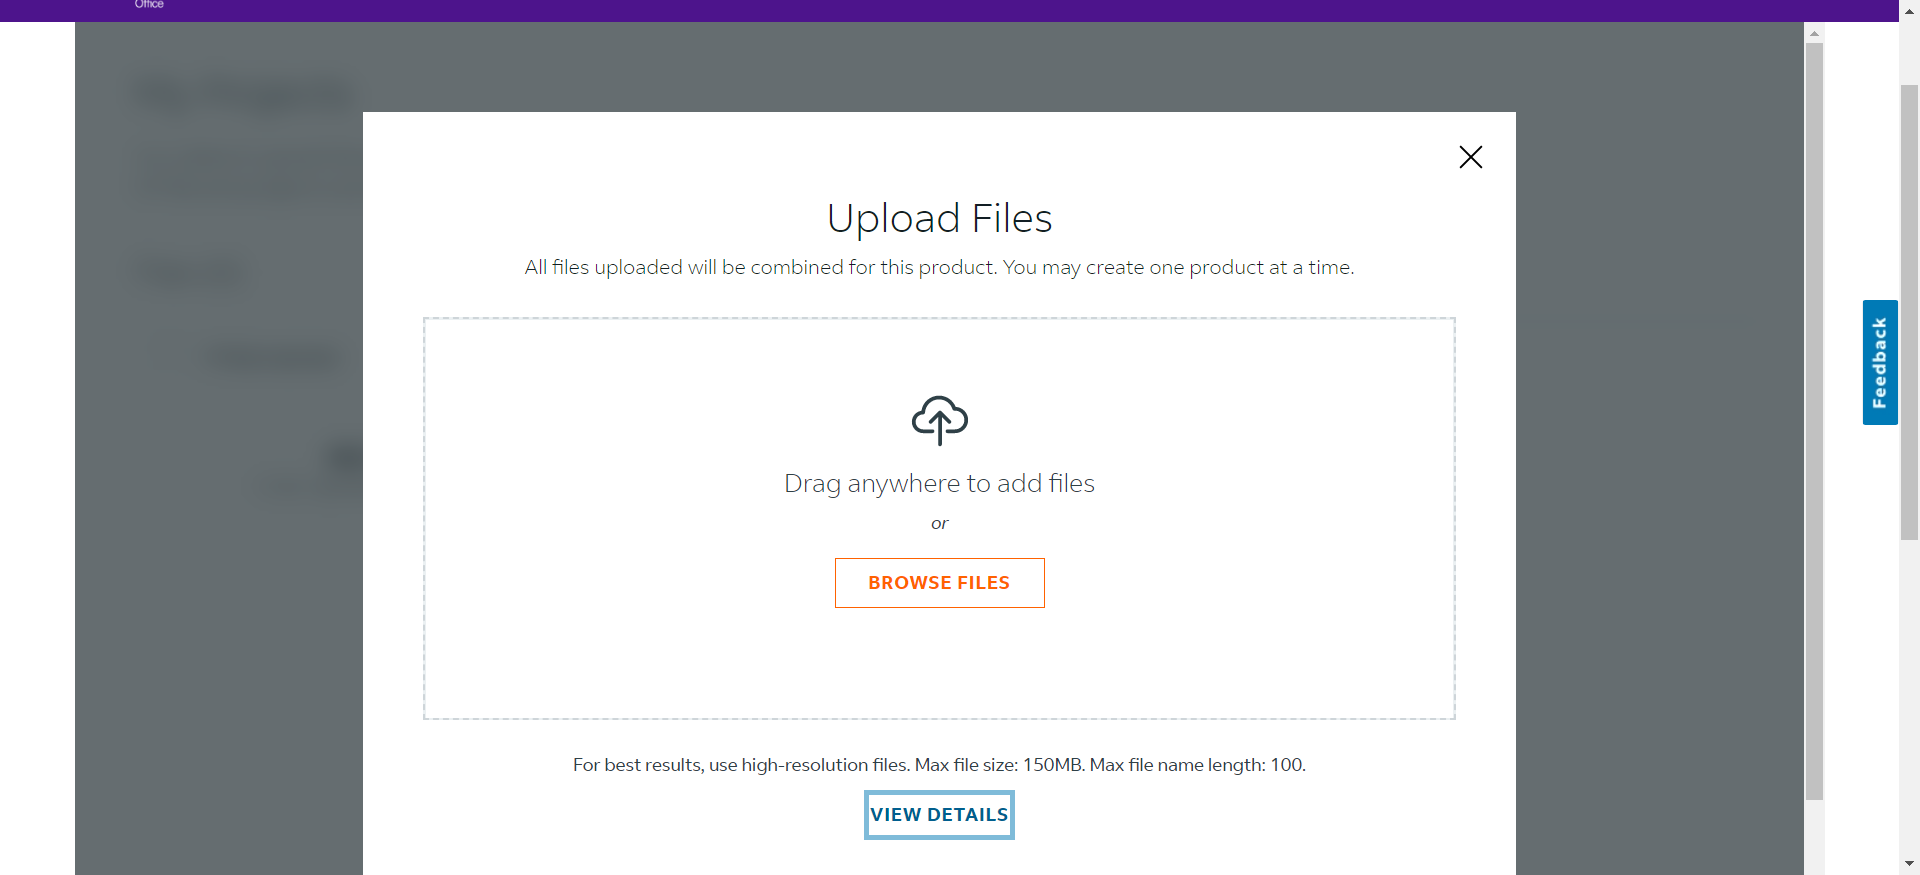 Office
Upload Files
All files uploaded will be combined for this product. You may create one product at a time.
Drag anywhere to add files
or
BROWSE FILES
For best results, use high-resolution files. Max file size: 150MB. Max file name length: 100.
VIEW DETAILS
Feedback